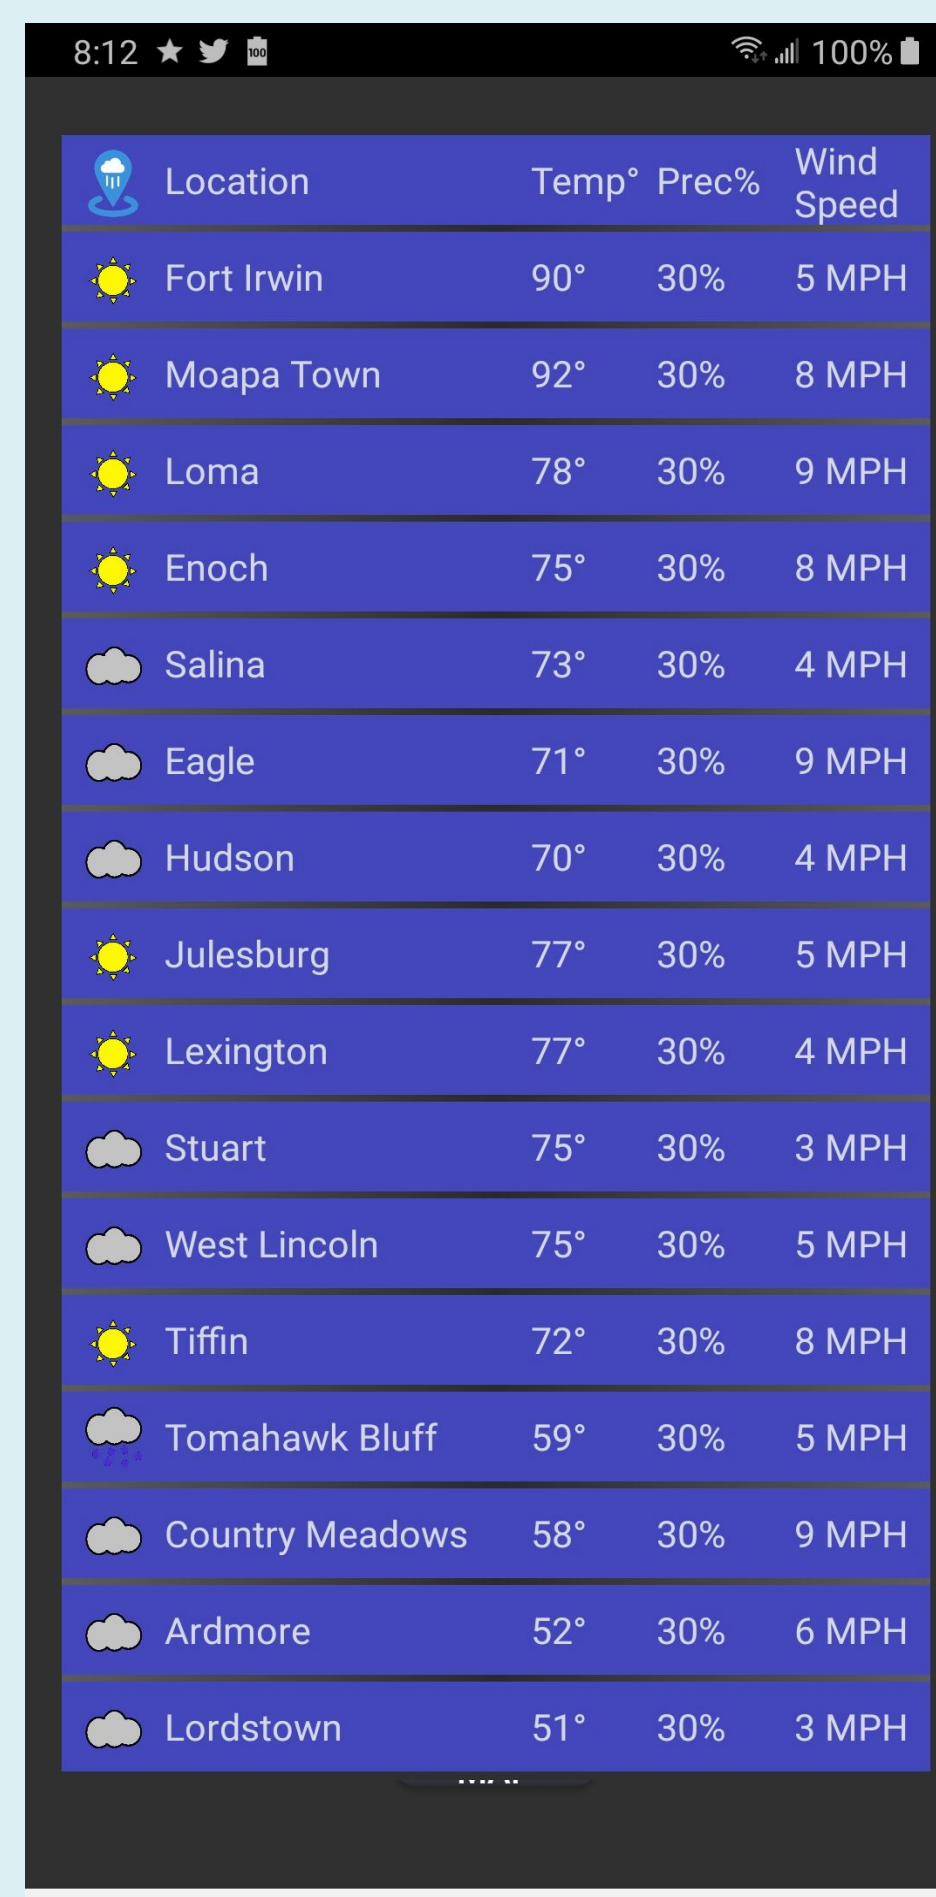 8:12 100 100%
Location Temp° Prec% Wind Speed
Fort Irwin 90° 30% 5 MPH
Moapa Town 92° 30% 8 MPH
Loma 78° 30% 9 MPH
Enoch 75° 30% 8 MPH
Salina 73° 30% 4 MPH
Eagle 71° 30% 9 MPH
Hudson 70° 30% 4 MPH
Julesburg 77° 30% 5 MPH
Lexington 77° 30% 4 MPH
Stuart 75° 30% 3 MPH
West Lincoln 75° 30% 5 MPH
Tiffin 72° 30% 8 MPH
Tomahawk Bluff 59° 30% 5 MPH
Country Meadows 58° 30% 9 MPH
Ardmore 52° 30% 6 MPH
Lordstown 51° 30% 3 MPH